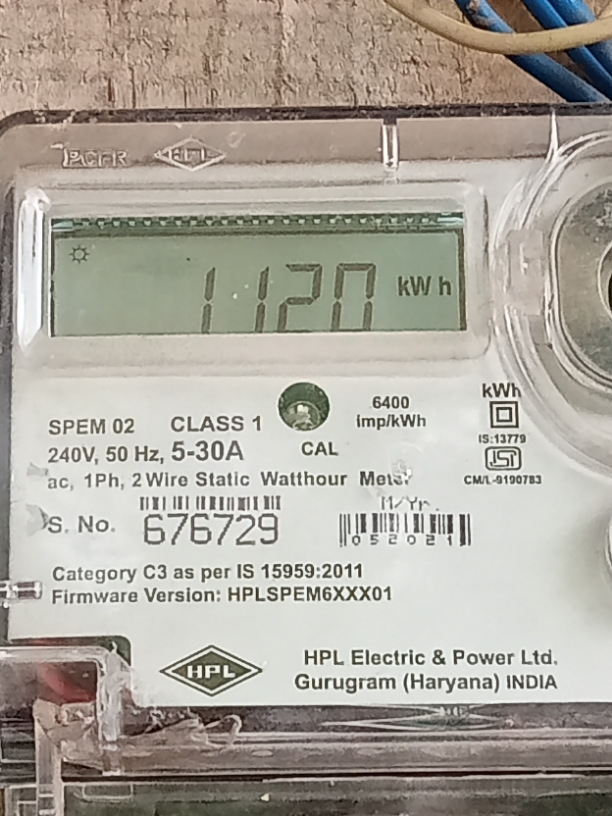 HPL
1120 kWh
SPEM 02 CLASS 1
240V, 50 Hz, 5-30A
CAL
6400
imp/kWh
kWh
IS:13779
CM/L-9190783
ac, 1Ph, 2 Wire Static Watthour Meter
S. No. 676729
M/Yr.
052021
Category C3 as per IS 15959:2011
Firmware Version: HPLSPEM6XXX01
HPL
HPL Electric & Power Ltd.
Gurugram (Haryana) INDIA